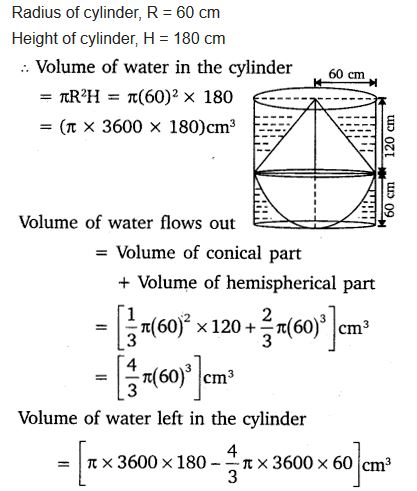 Radius of cylinder, R = 60 cm
Height of cylinder, H = 180 cm
∴ Volume of water in the cylinder
= πR²H = π(60)² × 180
= (π × 3600 × 180)cm³
60 cm
120 cm
60 cm
Volume of water flows out
= Volume of conical part
+ Volume of hemispherical part
= [1/3 π(60)² × 120 + 2/3 π(60)³] cm³
= [4/3 π(60)³] cm³
Volume of water left in the cylinder
= [π × 3600 × 180 − 4/3 π × 3600 × 60] cm³